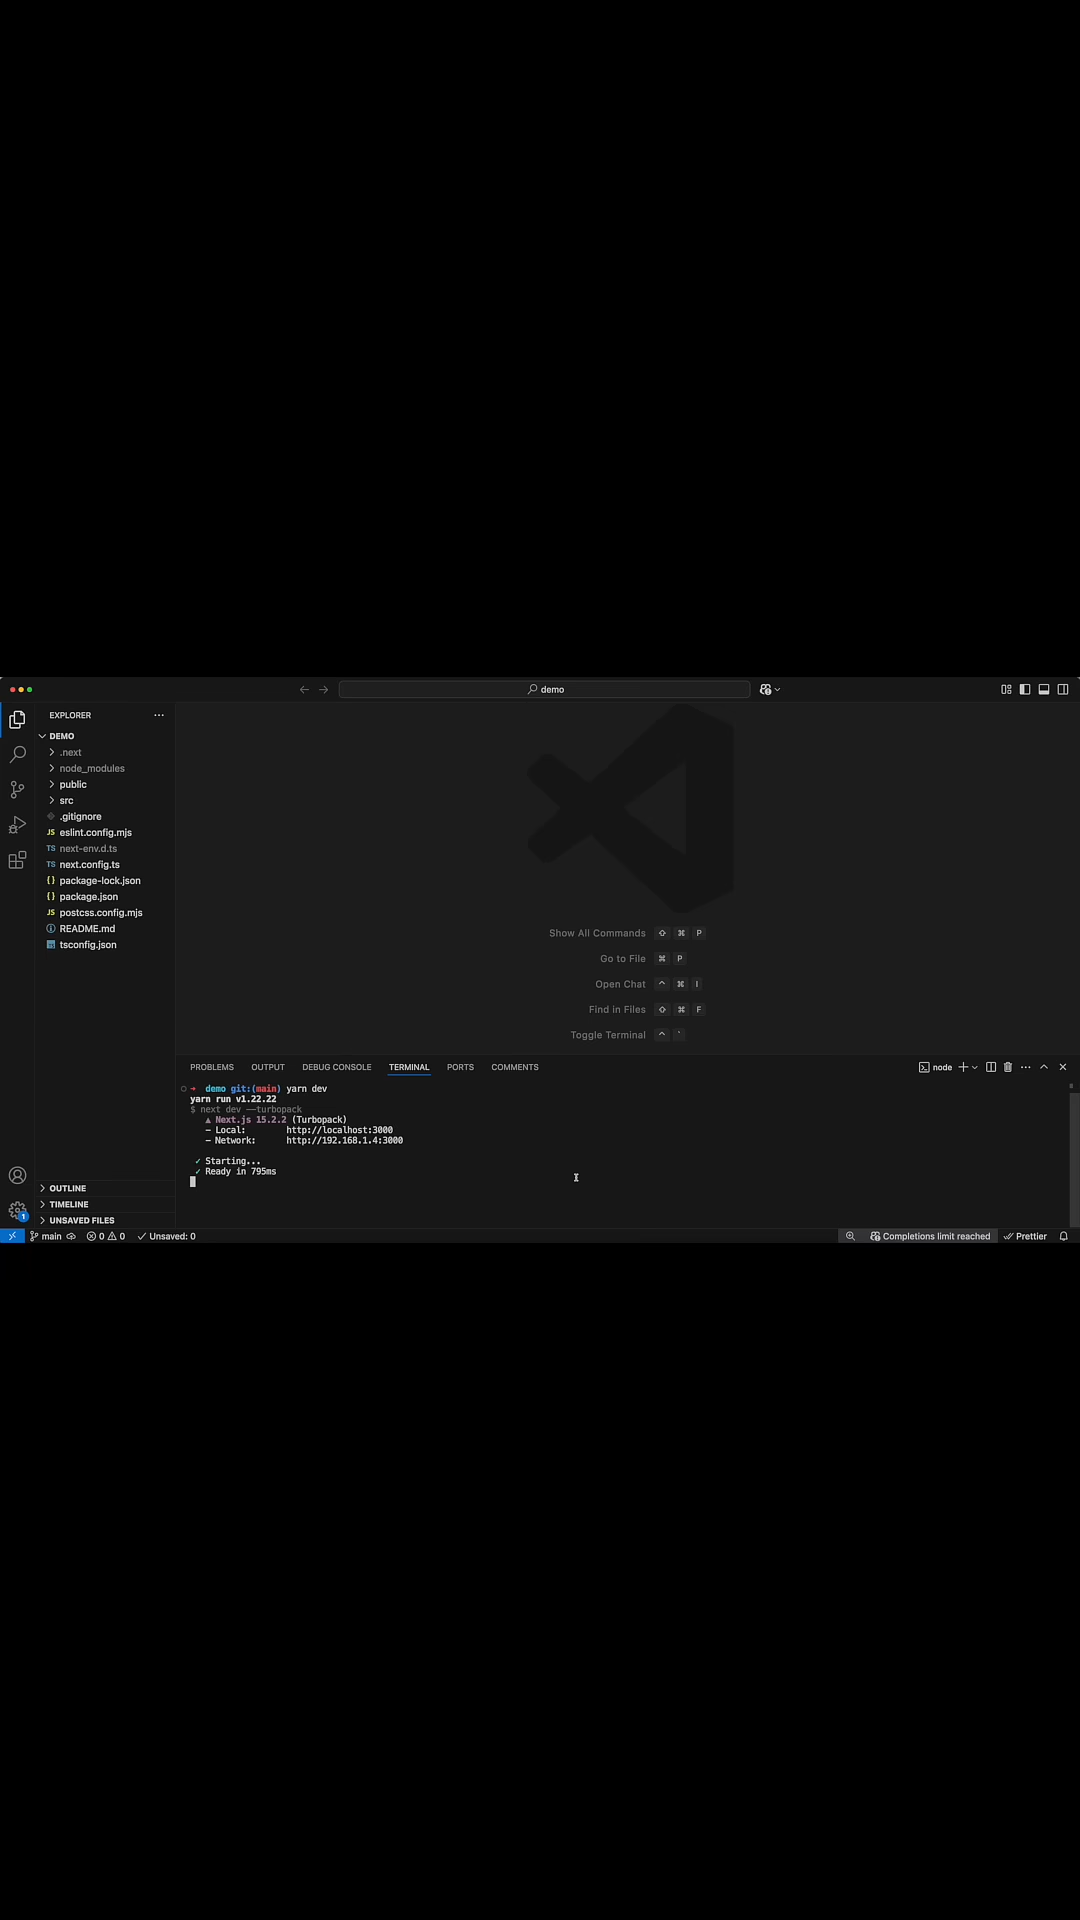 demo
EXPLORER
DEMO
.next
node_modules
public
src
.gitignore
JS eslint.config.mjs
TS next-env.d.ts
TS next.config.ts
{} package-lock.json
{} package.json
JS postcss.config.mjs
README.md
tsconfig.json
Show All Commands ⇧ ⌘ P
Go to File ⌘ P
Open Chat ^ ⌘ I
Find in Files ⇧ ⌘ F
Toggle Terminal ^ `
PROBLEMS OUTPUT DEBUG CONSOLE TERMINAL PORTS COMMENTS
node
➜ demo git:(main) yarn dev
yarn run v1.22.22
$ next dev --turbopack
▲ Next.js 15.2.2 (Turbopack)
- Local: http://localhost:3000
- Network: http://192.168.1.4:3000
✓ Starting...
✓ Ready in 795ms
OUTLINE
TIMELINE
UNSAVED FILES
1
main 0 0 Unsaved: 0
Completions limit reached Prettier